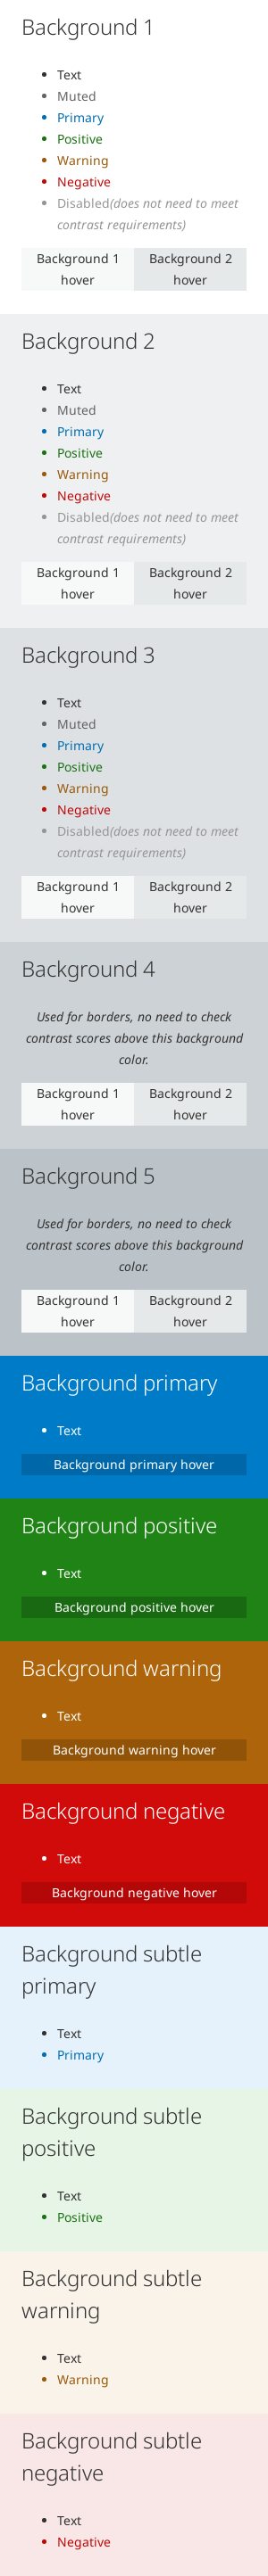 Background 1
Text
Muted
Primary
Positive
Warning
Negative
Disabled(does not need to meet
contrast requirements)
Background 1 hover
Background 2 hover
Background 2
Text
Muted
Primary
Positive
Warning
Negative
Disabled(does not need to meet
contrast requirements)
Background 1 hover
Background 2 hover
Background 3
Text
Muted
Primary
Positive
Warning
Negative
Disabled(does not need to meet
contrast requirements)
Background 1 hover
Background 2 hover
Background 4
Used for borders, no need to check
contrast scores above this background
color.
Background 1 hover
Background 2 hover
Background 5
Used for borders, no need to check
contrast scores above this background
color.
Background 1 hover
Background 2 hover
Background primary
Text
Background primary hover
Background positive
Text
Background positive hover
Background warning
Text
Background warning hover
Background negative
Text
Background negative hover
Background subtle
primary
Text
Primary
Background subtle
positive
Text
Positive
Background subtle
warning
Text
Warning
Background subtle
negative
Text
Negative